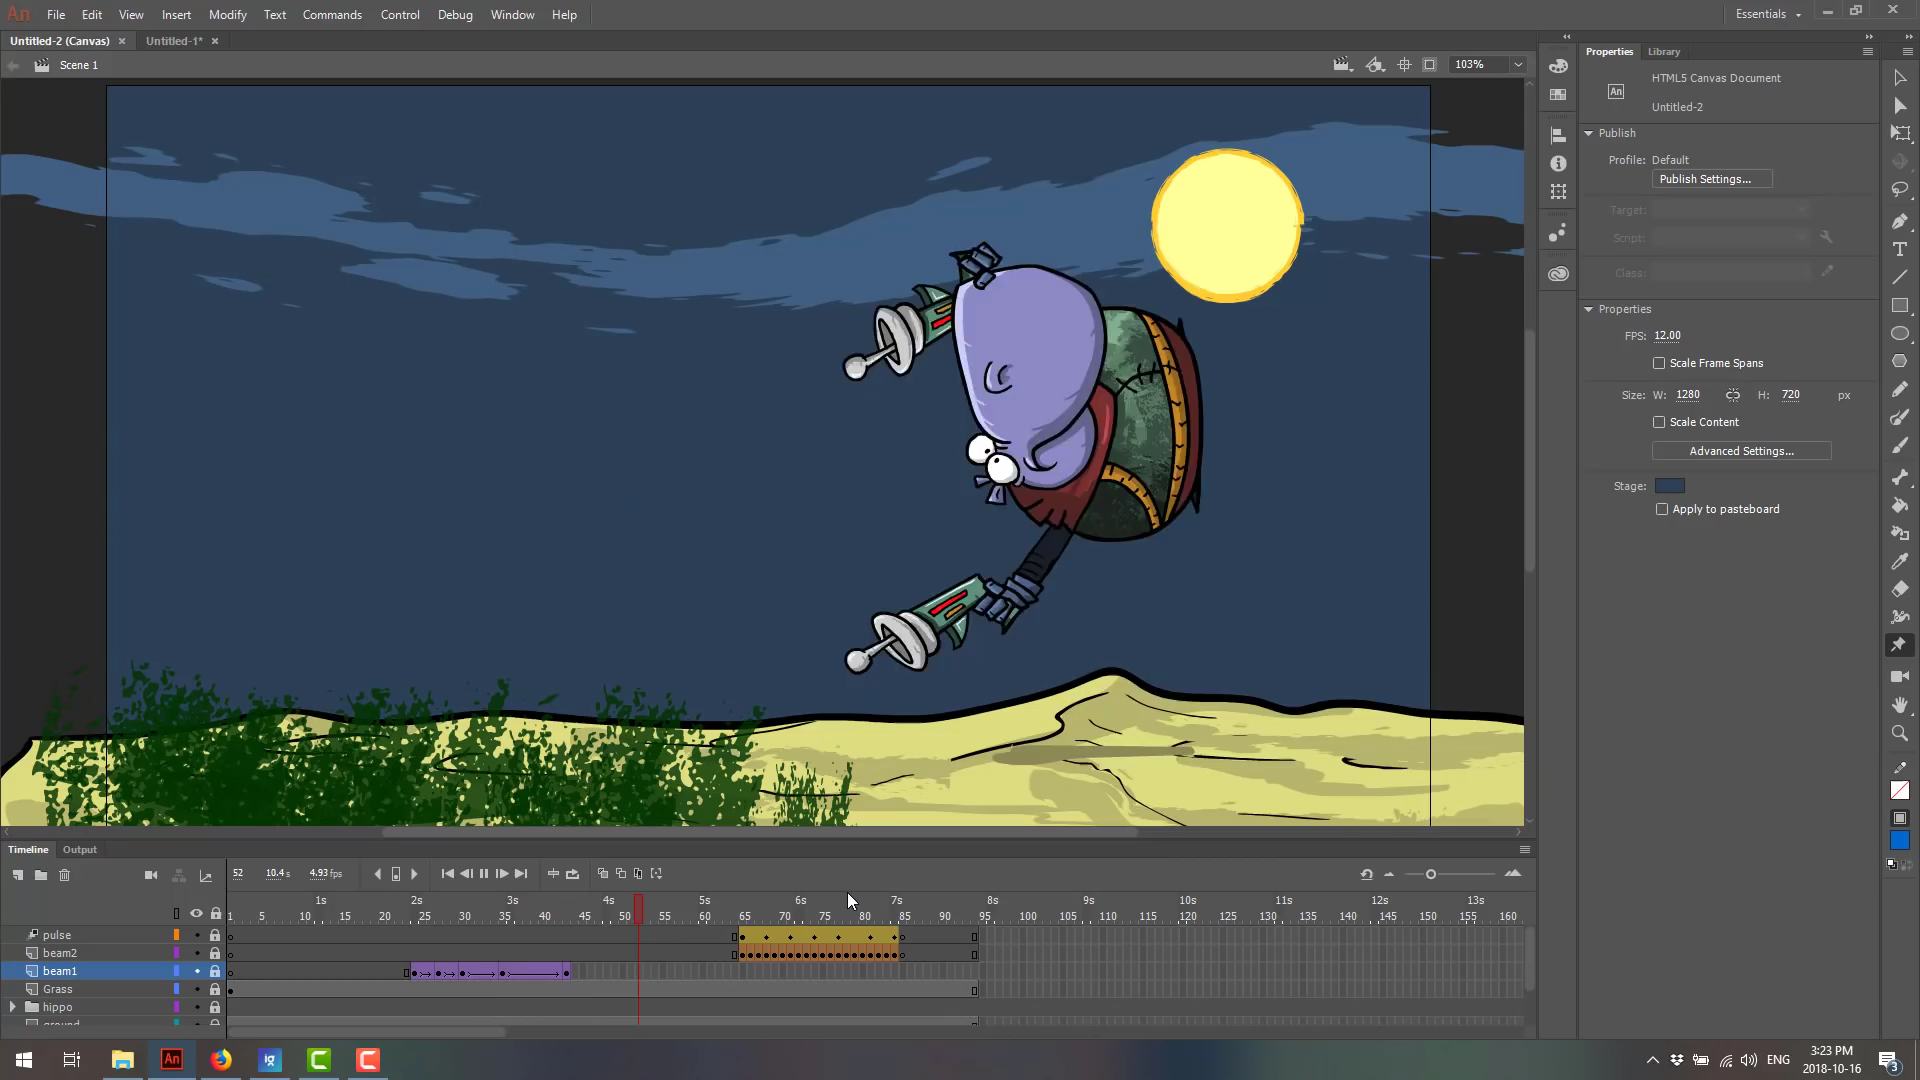 An File Edit View Insert Modify Text Commands Control Debug Window Help Essentials
Untitled-2 (Canvas) × Untitled-1* ×
Scene 1 103%
Properties Library
An HTML5 Canvas Document
Untitled-2
Publish
Profile: Default
Publish Settings...
Target:
Script:
Class:
Properties
FPS: 12.00
Scale Frame Spans
Size: W: 1280 H: 720 px
Scale Content
Advanced Settings...
Stage:
Apply to pasteboard
Timeline Output
52 10.4 s 4.93 fps
1s 2s 3s 4s 5s 6s 7s 8s 9s 10s 11s 12s 13s
1 5 10 15 20 25 30 35 40 45 50 55 60 65 70 75 80 85 90 95 100 105 110 115 120 125 130 135 140 145 150 155 160
pulse
beam2
beam1
Grass
hippo
ground
An ig C C ENG 3:23 PM
2018-10-16 3